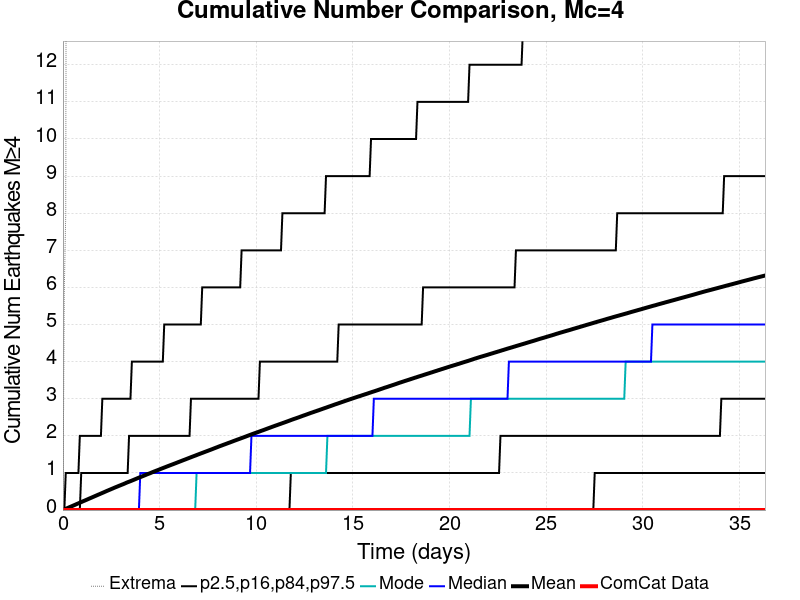 Cumulative Number Comparison, Mc=4
Cumulative Num Earthquakes M≥4
12
11
10
9
8
7
6
5
4
3
2
1
0
0 5 10 15 20 25 30 35
Time (days)
Extrema p2.5,p16,p84,p97.5 Mode Median Mean ComCat Data